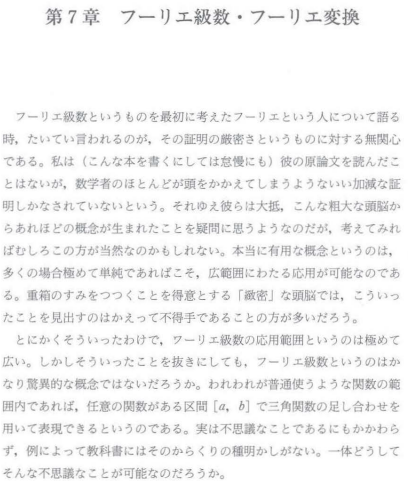 第7章　フーリエ級数・フーリエ変換
フーリエ級数というものを最初に考えたフーリエという人について語る
時，たいてい言われるのが，その証明の厳密さというものに対する無関心
である。私は（こんな本を書くにしては怠慢にも）彼の原論文を読んだこ
とはないが，数学者のほとんどが頭をかかえてしまうようないい加減な証
明しかなされていないという。それゆえ彼らは大抵，こんな粗大な頭脳か
らあれほどの概念が生まれたことを疑問に思うようなのだが，考えてみれ
ばむしろこの方が当然なのかもしれない。本当に有用な概念というのは，
多くの場合極めて単純であればこそ，広範囲にわたる応用が可能なのであ
る。重箱のすみをつつくことを得意とする「緻密」な頭脳では，こういっ
たことを見出すのはかえって不得手であることの方が多いだろう。
とにかくそういったわけで，フーリエ級数の応用範囲というのは極めて
広い。しかしそういったことを抜きにしても，フーリエ級数というのはか
なり驚異的な概念ではないだろうか。われわれが普通使うような関数の範
囲内であれば，任意の関数がある区間［a，b］で三角関数の足し合わせを
用いて表現できるというのである。実は不思議なことであるにもかかわら
ず，例によって教科書にはそのからくりの種明かしがない。一体どうして
そんな不思議なことが可能なのだろうか。